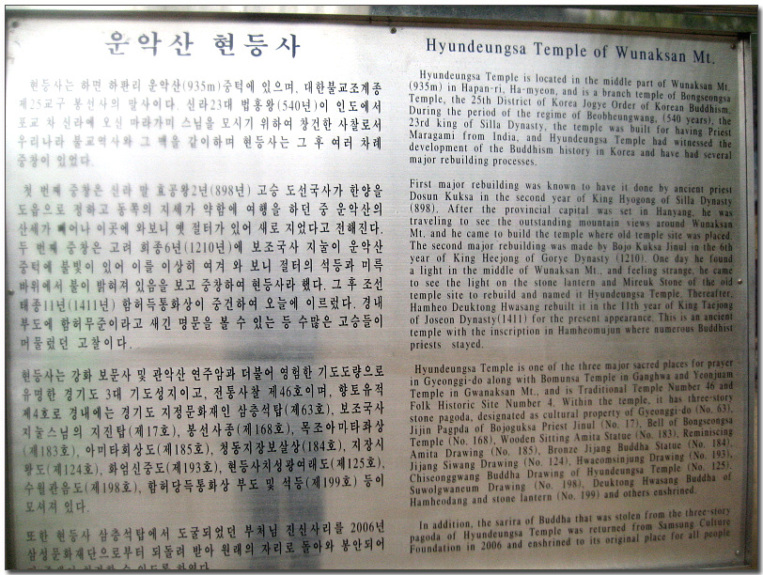 운악산 현등사
현등사는 하면 하판리 운악산(935m)중턱에 있으며, 대한불교조계종
제25교구 봉선사의 말사이다. 신라23대 법흥왕(540년)이 인도에서
포교 차 신라에 오신 마라가미 스님을 모시기 위하여 창건한 사찰로서
우리나라 불교역사와 그 맥을 같이하며 현등사는 그 후 여러 차례
중창이 있었다.
첫 번째 중창은 신라 말 효공왕2년(898년) 고승 도선국사가 한양을
도읍으로 정하고 동쪽의 지세가 약함에 여행을 하던 중 운악산의
산세가 빼어나 이곳에 와보니 옛 절터가 있어 새로 지었다고 전해진다.
두 번째 중창은 고려 희종6년(1210년)에 보조국사 지눌이 운악산
중턱에 불빛이 있어 이를 이상히 여겨 와 보니 절터의 석등과 미륵
바위에서 불이 밝혀져 있음을 보고 중창하여 현등사라 했다. 그 후 조선
태종11년(1411년) 함허득통화상이 중건하여 오늘에 이르렀다. 경내
부도에 함허무준이라고 새긴 명문을 볼 수 있는 등 수많은 고승들이
머물렀던 고찰이다.
현등사는 강화 보문사 및 관악산 연주암과 더불어 영험한 기도도량으로
유명한 경기도 3대 기도성지이고, 전통사찰 제46호이며, 향토유적
제4호로 경내에는 경기도 지정문화재인 삼층석탑(제63호), 보조국사
지눌스님의 지진탑(제17호), 봉선사종(제168호), 목조아미타좌상
(제183호), 아미타회상도(제185호), 청동지장보살상(184호), 지장시
왕도(제124호), 화엄신중도(제193호), 현등사치성광여래도(제125호),
수월관음도(제198호), 함허당득통화상 부도 및 석등(제199호) 등이
모셔져 있다.
또한 현등사 삼층석탑에서 도굴되었던 부처님 진신사리를 2006년
삼성문화재단으로부터 되돌려 받아 원래의 자리로 돌아와 봉안되어
Hyundeungsa Temple of Wunaksan Mt.
Hyundeungsa Temple is located in the middle part of Wunaksan Mt.
(935m) in Hapan-ri, Ha-myeon, and is a branch temple of Bongseongsa
Temple, the 25th District of Korea Jogye Order of Korean Buddhism.
During the period of the regime of Beobheungwang, (540 years), the
23rd king of Silla Dynasty, the temple was built for having Priest
Maragami from India, and Hyundeungsa Temple had witnessed the
development of the Buddhism history in Korea and have had several
major rebuilding processes.
First major rebuilding was known to have it done by ancient priest
Dosun Kuksa in the second year of King Hyogong of Silla Dynasty
(898). After the provincial capital was set in Hanyang, he was
traveling to see the outstanding mountain views around Wunaksan
Mt. and he came to build the temple where old temple site was placed.
The second major rebuilding was made by Bojo Kuksa Jinul in the 6th
year of King Heejong of Gorye Dynasty (1210). One day he found
a light in the middle of Wunaksan Mt., and feeling strange, he came
to see the light on the stone lantern and Mireuk Stone of the old
temple site to rebuild and named it Hyundeungsa Temple. Thereafter,
Hamheo Deuktong Hwasang rebuilt it in the 11th year of King Taejong
of Joseon Dynasty(1411) for the present appearance. This is an ancient
temple with the inscription in Hamheomujun where numerous Buddhist
priests stayed.
Hyundeungsa Temple is one of the three major sacred places for prayer
in Gyeonggi-do along with Bomunsa Temple in Ganghwa and Yeonjuam
Temple in Gwanaksan Mt., and is Traditional Temple Number 46 and
Folk Historic Site Number 4. Within the temple, it has three-story
stone pagoda, designated as cultural property of Gyeonggi-do (No. 63),
Jijin Pagpda of Bojoguksa Priest Jinul (No. 17), Bell of Bongseongsa
Temple (No. 168), Wooden Sitting Amita Statue (No. 183), Reminiscing
Amita Drawing (No. 185), Bronze Jijang Buddha Statue (No. 184),
Jijang Siwang Drawing (No. 124), Hwaeomsinjung Drawing (No. 193),
Chiseonggwang Buddha Drawing of Hyundeungsa Temple (No. 125),
Suwolgwaneum Drawing (No. 198), Deuktong Hwasang Buddha of
Hamheodang and stone lantern (No. 199) and others enshrined.
In addition, the sarira of Buddha that was stolen from the three-story
pagoda of Hyundeungsa Temple was returned from Samsung Culture
Foundation in 2006 and enshrined to its original place for all people